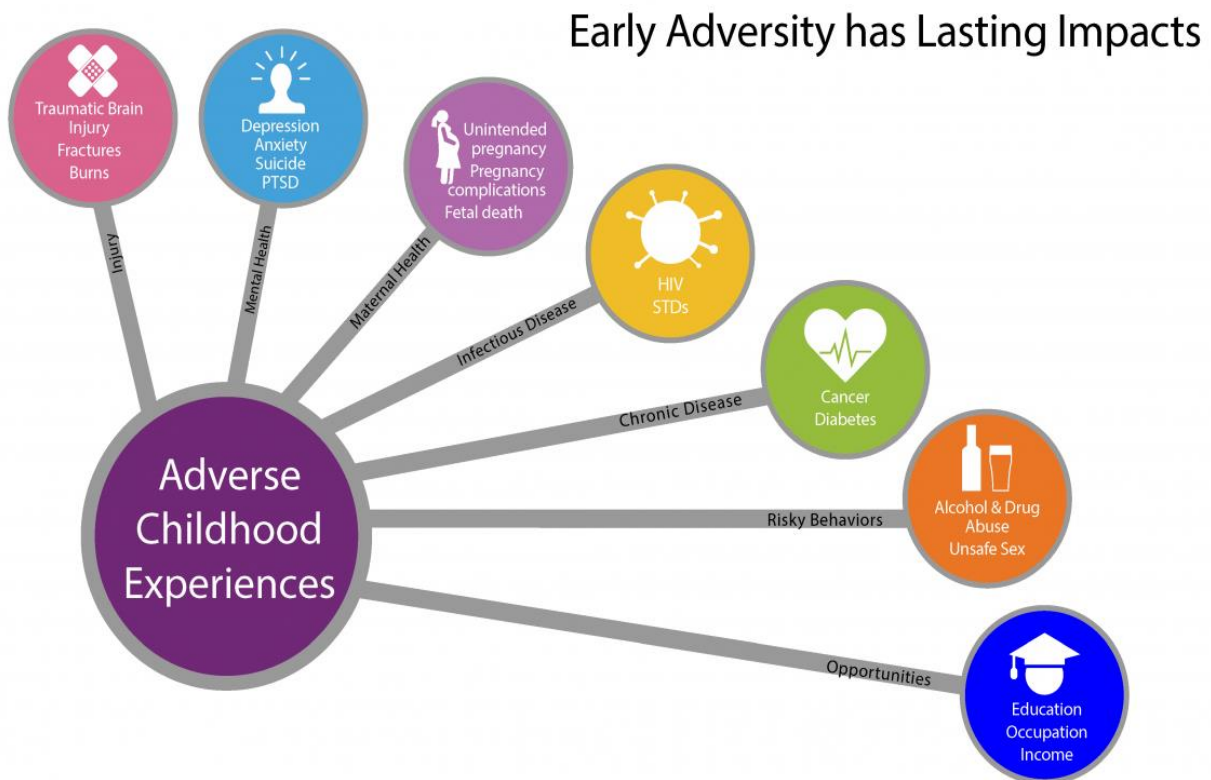 Early Adversity has Lasting Impacts
Traumatic Brain
Injury
Fractures
Burns
Injury
Depression
Anxiety
Suicide
PTSD
Mental Health
Unintended
pregnancy
Pregnancy
complications
Fetal death
Maternal Health
HIV
STDs
Infectious Disease
Cancer
Diabetes
Chronic Disease
Alcohol & Drug
Abuse
Unsafe Sex
Risky Behaviors
Education
Occupation
Income
Opportunities
Adverse
Childhood
Experiences